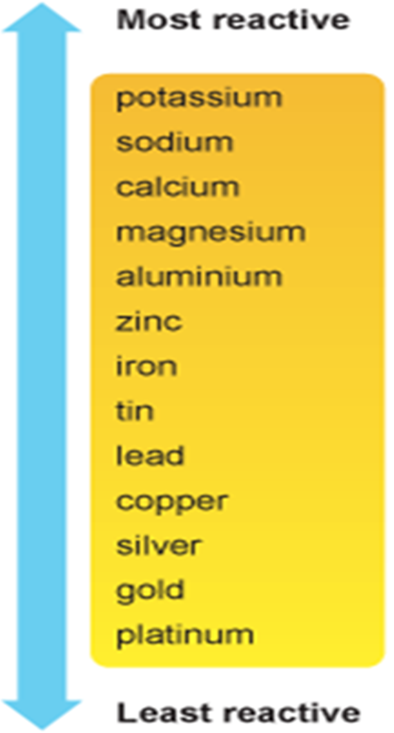 Most reactive
potassium
sodium
calcium
magnesium
aluminium
zinc
iron
tin
lead
copper
silver
gold
platinum
Least reactive